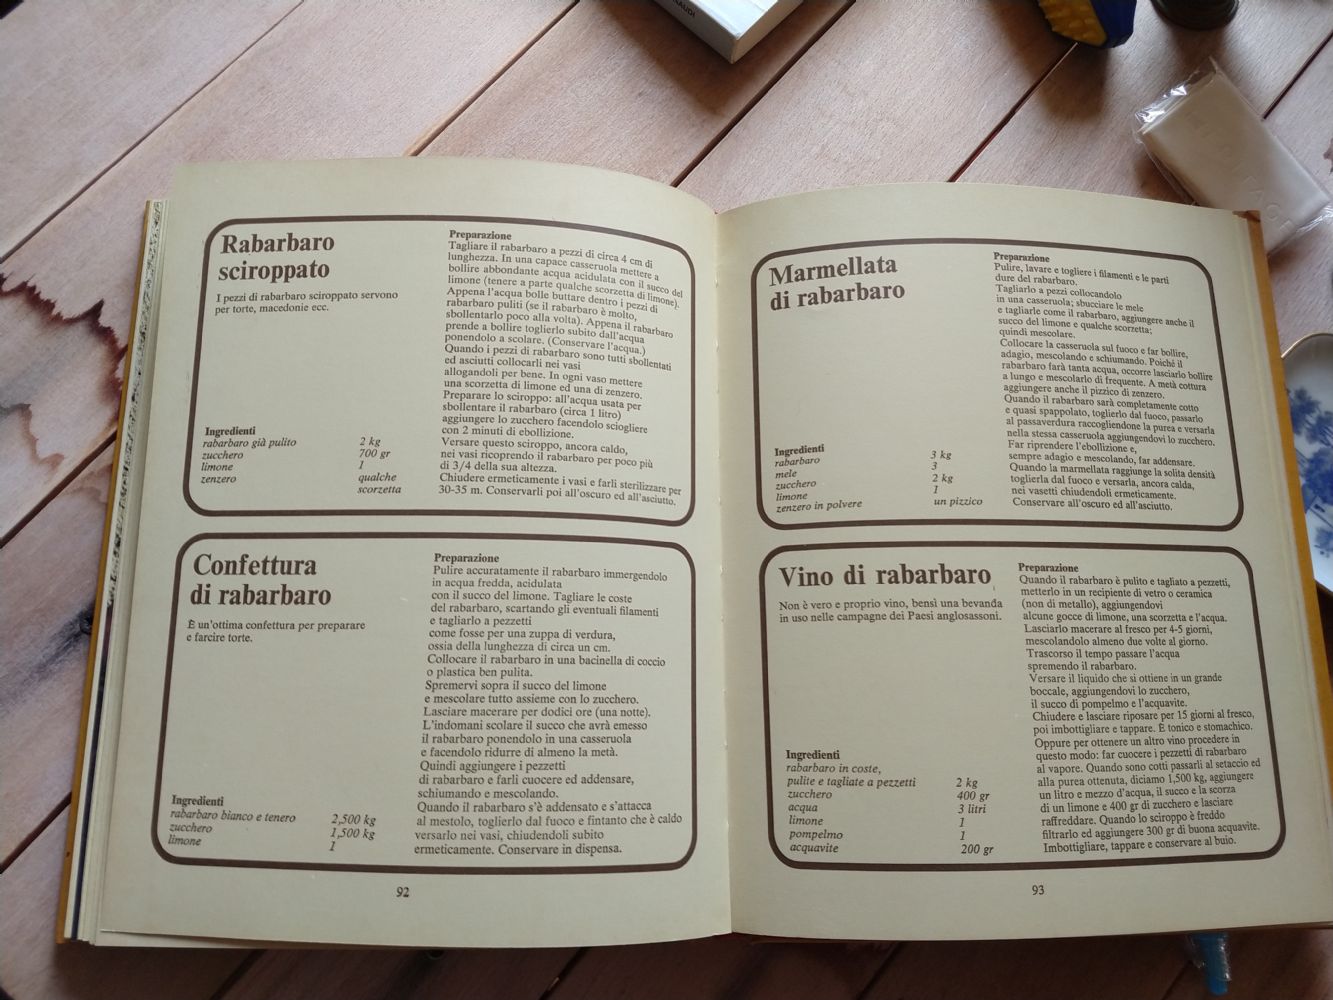 NAUDI
Rabarbaro
sciroppato
I pezzi di rabarbaro sciroppato servono
per torte, macedonie ecc.
Ingredienti
rabarbaro già pulito 2 kg
zucchero 700 gr
limone 1
zenzero qualche
scorzetta
Preparazione
Tagliare il rabarbaro a pezzi di circa 4 cm di
lunghezza. In una capace casseruola mettere a
bollire abbondante acqua acidulata con il succo del
limone (tenere a parte qualche scorzetta di limone).
Appena l'acqua bolle buttare dentro i pezzi di
rabarbaro puliti (se il rabarbaro è molto,
sbollentarlo poco alla volta). Appena il rabarbaro
prende a bollire toglierlo subito dall'acqua
ponendolo a scolare. (Conservare l'acqua.)
Quando i pezzi di rabarbaro sono tutti sbollentati
ed asciutti collocarli nei vasi
allogandoli per bene. In ogni vaso mettere
una scorzetta di limone ed una di zenzero.
Preparare lo sciroppo: all'acqua usata per
sbollentare il rabarbaro (circa 1 litro)
aggiungere lo zucchero facendolo sciogliere
con 2 minuti di ebollizione.
Versare questo sciroppo, ancora caldo,
nei vasi ricoprendo il rabarbaro per poco più
di 3/4 della sua altezza.
Chiudere ermeticamente i vasi e farli sterilizzare per
30-35 m. Conservarli poi all'oscuro ed all'asciutto.
Confettura
di rabarbaro
È un'ottima confettura per preparare
e farcire torte.
Ingredienti
rabarbaro bianco e tenero 2,500 kg
zucchero 1,500 kg
limone 1
Preparazione
Pulire accuratamente il rabarbaro immergendolo
in acqua fredda, acidulata
con il succo del limone. Tagliare le coste
del rabarbaro, scartando gli eventuali filamenti
e tagliarlo a pezzetti
come fosse per una zuppa di verdura,
ossia della lunghezza di circa un cm.
Collocare il rabarbaro in una bacinella di coccio
o plastica ben pulita.
Spremervi sopra il succo del limone
e mescolare tutto assieme con lo zucchero.
Lasciare macerare per dodici ore (una notte).
L'indomani scolare il succo che avrà emesso
il rabarbaro ponendolo in una casseruola
e facendolo ridurre di almeno la metà.
Quindi aggiungere i pezzetti
di rabarbaro e farli cuocere ed addensare,
schiumando e mescolando.
Quando il rabarbaro s'è addensato e s'attacca
al mestolo, toglierlo dal fuoco e fintanto che è caldo
versarlo nei vasi, chiudendoli subito
ermeticamente. Conservare in dispensa.
92
Marmellata
di rabarbaro
Ingredienti
rabarbaro 3 kg
mele 3
zucchero 2 kg
limone 1
zenzero in polvere un pizzico
Preparazione
Pulire, lavare e togliere i filamenti e le parti
dure del rabarbaro.
Tagliarlo a pezzi collocandolo
in una casseruola; sbucciare le mele
e tagliarle come il rabarbaro, aggiungere anche il
succo del limone e qualche scorzetta;
quindi mescolare.
Collocare la casseruola sul fuoco e far bollire,
adagio, mescolando e schiumando. Poiché il
rabarbaro farà tanta acqua, occorre lasciarlo bollire
a lungo e mescolarlo di frequente. A metà cottura
aggiungere anche il pizzico di zenzero.
Quando il rabarbaro sarà completamente cotto
e quasi spappolato, toglierlo dal fuoco, passarlo
al passaverdura raccogliendone la purea e versarla
nella stessa casseruola aggiungendovi lo zucchero.
Far riprendere l'ebollizione e,
sempre adagio e mescolando, far addensare.
Quando la marmellata raggiunge la solita densità
toglierla dal fuoco e versarla, ancora calda,
nei vasetti chiudendoli ermeticamente.
Conservare all'oscuro ed all'asciutto.
Vino di rabarbaro
Non è vero e proprio vino, bensì una bevanda
in uso nelle campagne dei Paesi anglosassoni.
Ingredienti
rabarbaro in coste,
pulite e tagliate a pezzetti 2 kg
zucchero 400 gr
acqua 3 litri
limone 1
pompelmo 1
acquavite 200 gr
Preparazione
Quando il rabarbaro è pulito e tagliato a pezzetti,
metterlo in un recipiente di vetro o ceramica
(non di metallo), aggiungendovi
alcune gocce di limone, una scorzetta e l'acqua.
Lasciarlo macerare al fresco per 4-5 giorni,
mescolandolo almeno due volte al giorno.
Trascorso il tempo passare l'acqua
spremendo il rabarbaro.
Versare il liquido che si ottiene in un grande
boccale, aggiungendovi lo zucchero,
il succo di pompelmo e l'acquavite.
Chiudere e lasciare riposare per 15 giorni al fresco,
poi imbottigliare e tappare. È tonico e stomachico.
Oppure per ottenere un altro vino procedere in
questo modo: far cuocere i pezzetti di rabarbaro
al vapore. Quando sono cotti passarli al setaccio ed
alla purea ottenuta, diciamo 1,500 kg, aggiungere
un litro e mezzo d'acqua, il succo e la scorza
di un limone e 400 gr di zucchero e lasciare
raffreddare. Quando lo sciroppo è freddo
filtrarlo ed aggiungere 300 gr di buona acquavite.
Imbottigliare, tappare e conservare al buio.
93